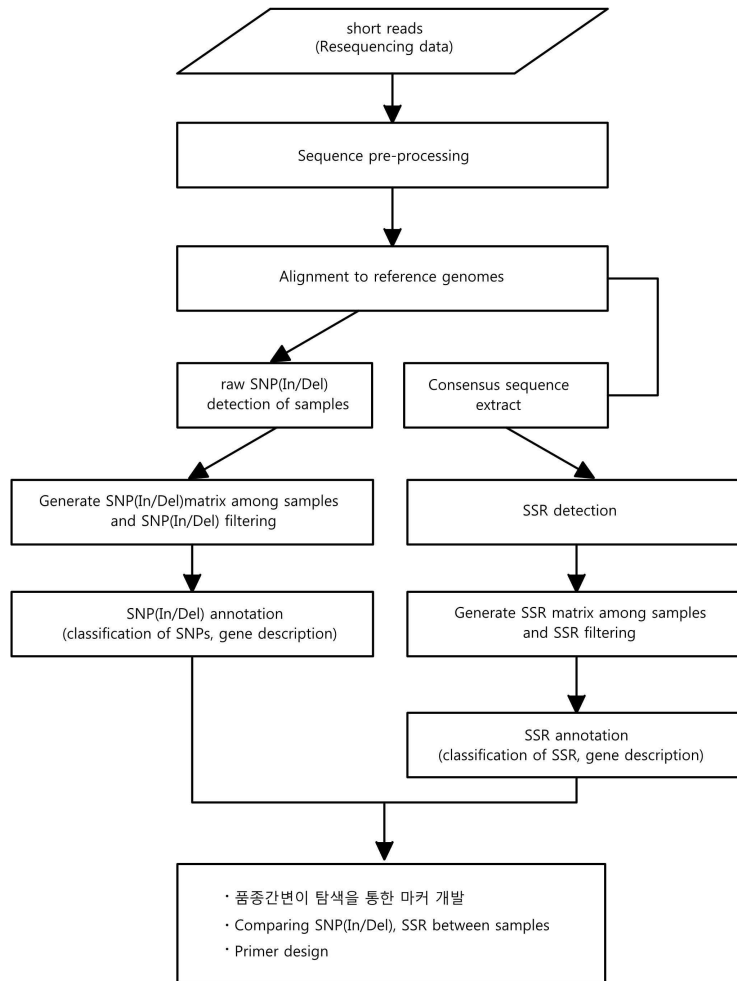 short reads
(Resequencing data)
Sequence pre-processing
Alignment to reference genomes
raw SNP(In/Del)
detection of samples
Consensus sequence
extract
Generate SNP(In/Del)matrix among samples
and SNP(In/Del) filtering
SSR detection
SNP(In/Del) annotation
(classification of SNPs, gene description)
Generate SSR matrix among samples
and SSR filtering
SSR annotation
(classification of SSR, gene description)
· 품종간변이 탐색을 통한 마커 개발
· Comparing SNP(In/Del), SSR between samples
· Primer design